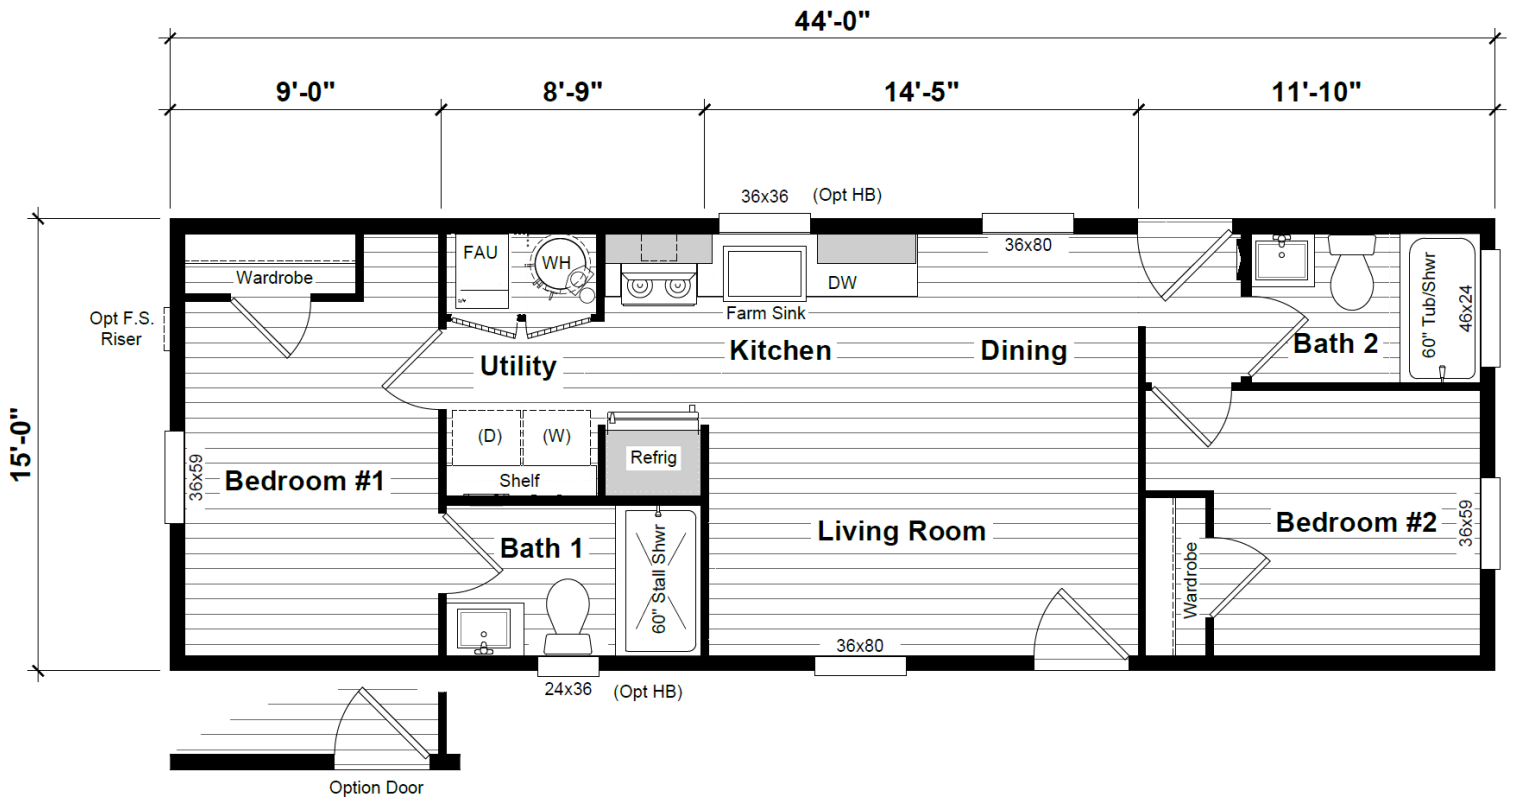 44'-0"
9'-0"
8'-9"
14'-5"
11'-10"
36x36
(Opt HB)
36x80
Wardrobe
FAU
WH
DW
Farm Sink
60" Tub/Shwr
46x24
Opt F.S.
Riser
Utility
Kitchen
Dining
Bath 2
15'-0"
(D)
(W)
Refrig
Shelf
36x59
Bedroom #1
Bath 1
60" Stall Shwr
Living Room
Bedroom #2
36x59
Wardrobe
36x80
24x36
(Opt HB)
Option Door